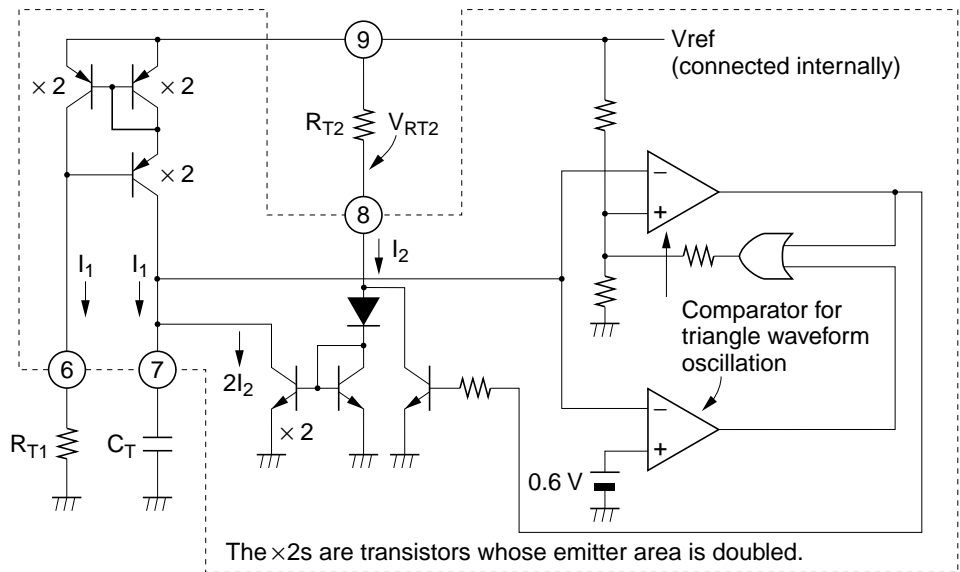 9
Vref
(connected internally)
× 2
× 2
RT2
VRT2
× 2
−
+
8
I1
I1
I2
Comparator for
triangle waveform
oscillation
6
7
2I2
× 2
RT1
CT
−
+
0.6 V
The ×2s are transistors whose emitter area is doubled.